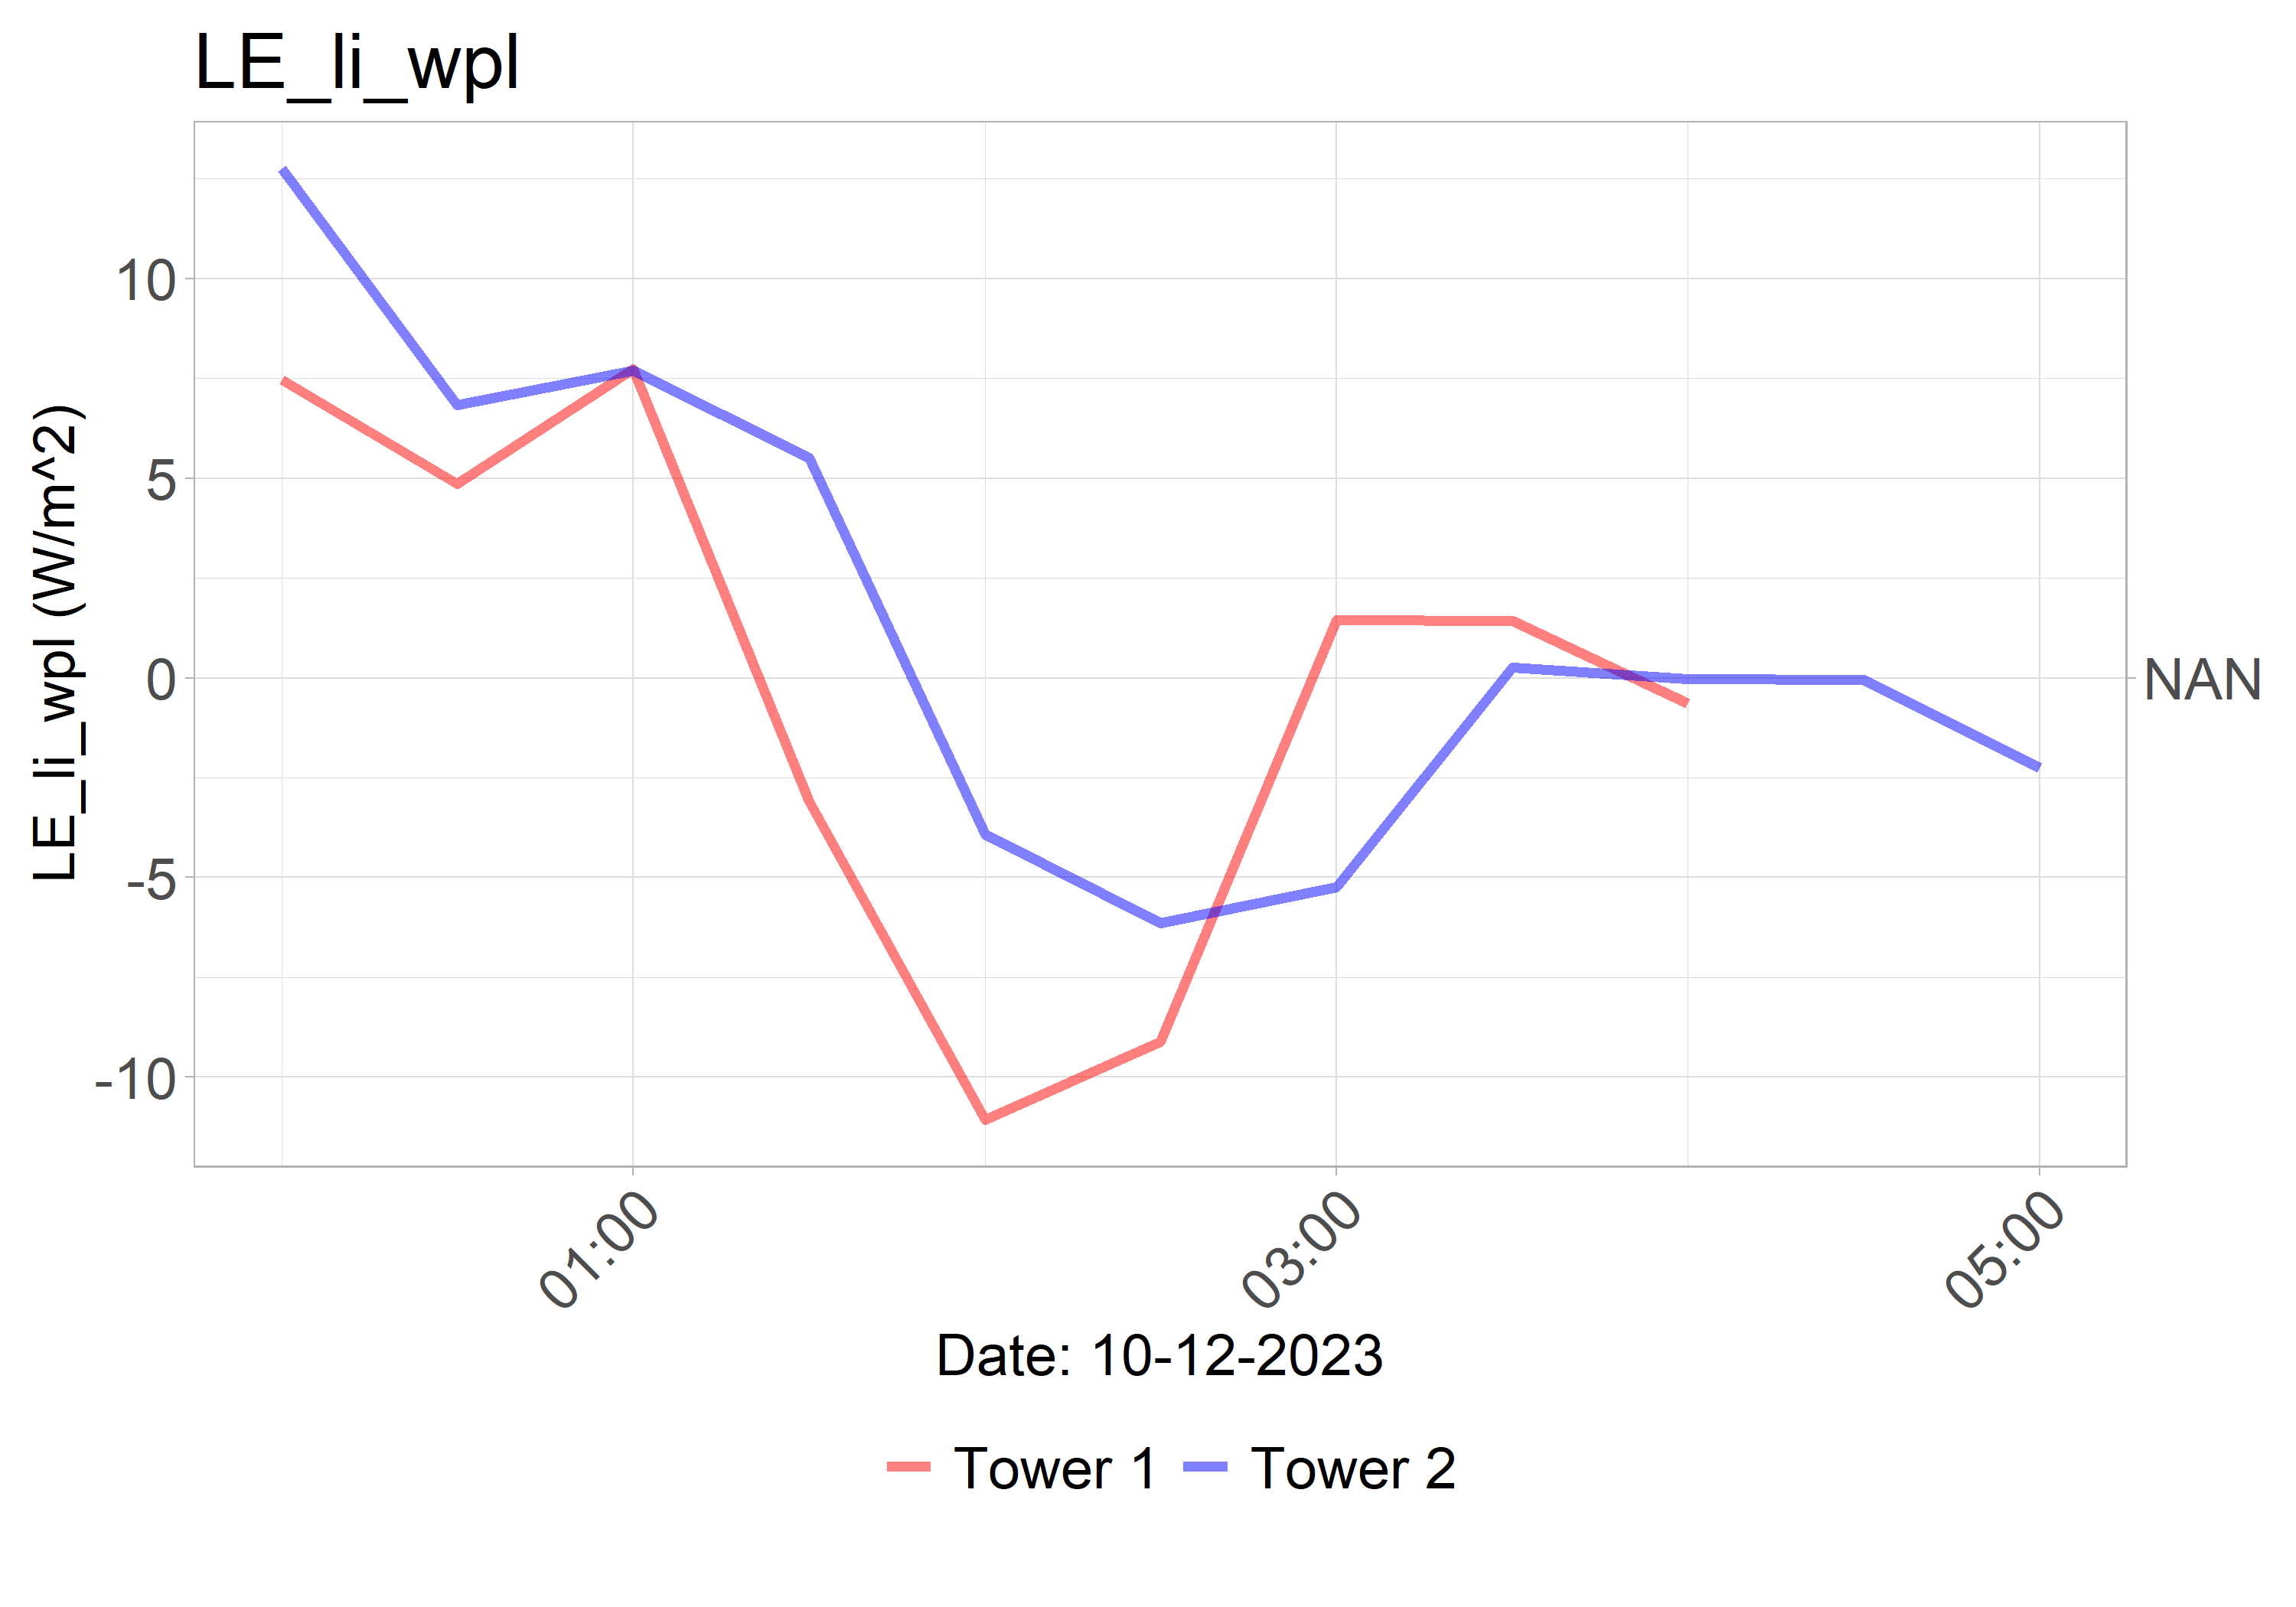 LE_li_wpl
LE_li_wpl (W/m^2)
10
5
0
-5
-10
NAN
01:00
03:00
05:00
Date: 10-12-2023
Tower 1
Tower 2